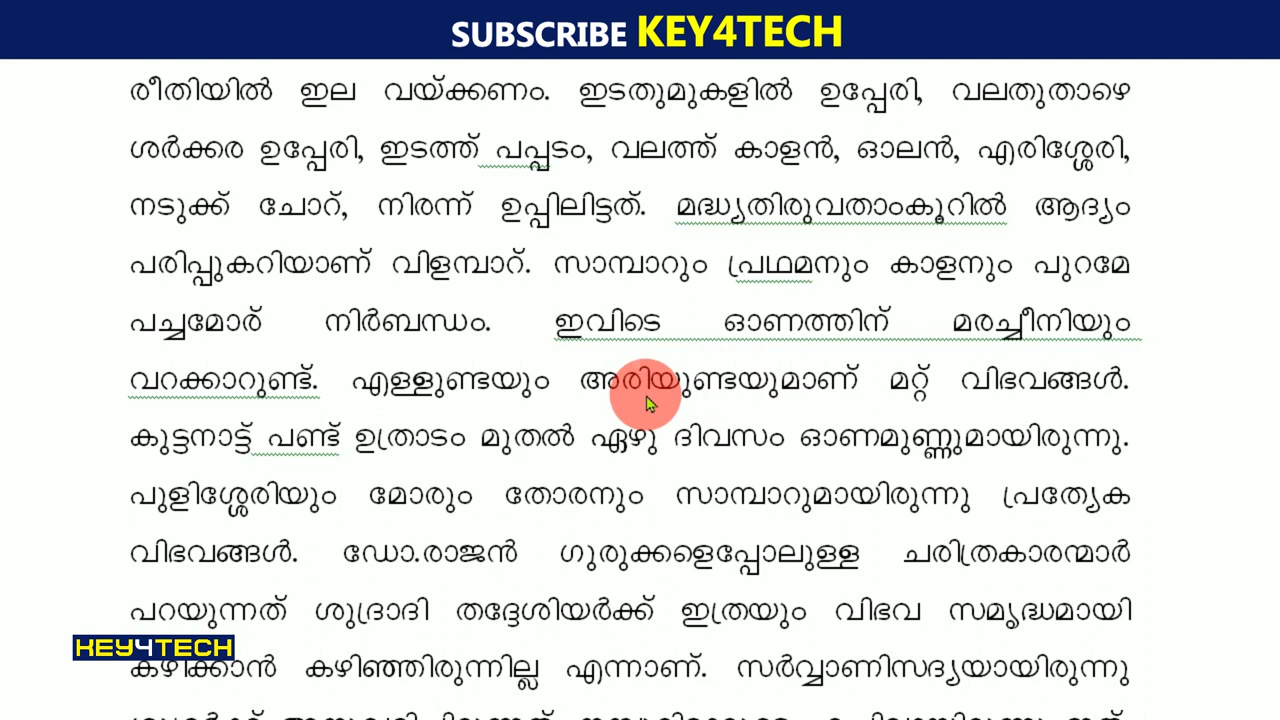 SUBSCRIBE KEY4TECH
രീതിയിൽ ഇല വയ്ക്കണം. ഇടതുമുകളിൽ ഉപ്പേരി, വലതുതാഴെ
ശർക്കര ഉപ്പേരി, ഇടത്ത് പപ്പടം, വലത്ത് കാളൻ, ഓലൻ, എരിശ്ശേരി,
നടുക്ക് ചോറ്, നിരന്ന് ഉപ്പിലിട്ടത്. മദ്ധ്യതിരുവതാംകൂറിൽ ആദ്യം
പരിപ്പുകറിയാണ് വിളമ്പാറ്. സാമ്പാറും പ്രഥമനും കാളനും പുറമേ
പച്ചമോര് നിർബന്ധം. ഇവിടെ ഓണത്തിന് മരച്ചീനിയും
വറക്കാറുണ്ട്. എള്ളുണ്ടയും അരിയുണ്ടയുമാണ് മറ്റ് വിഭവങ്ങൾ.
കുട്ടനാട്ട് പണ്ട് ഉത്രാടം മുതൽ ഏഴു ദിവസം ഓണമുണ്ണുമായിരുന്നു.
പുളിശ്ശേരിയും മോരും തോരനും സാമ്പാറുമായിരുന്നു പ്രത്യേക
വിഭവങ്ങൾ. ഡോ.രാജൻ ഗുരുക്കളെപ്പോലുള്ള ചരിത്രകാരന്മാർ
പറയുന്നത് ശുദ്രാദി തദ്ദേശിയർക്ക് ഇത്രയും വിഭവ സമൃദ്ധമായി
KEY4TECH
കഴിക്കാൻ കഴിഞ്ഞിരുന്നില്ല എന്നാണ്. സർവ്വാണിസദ്യയായിരുന്നു